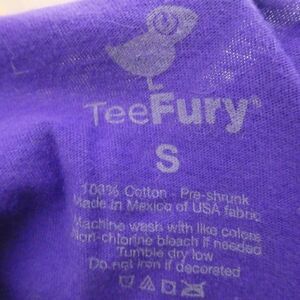 TeeFury
S
100% Cotton - Pre-shrunk
Made in Mexico of USA fabric
Machine wash with like colors
Non-chlorine bleach if needed
Tumble dry low
Do not iron if decorated